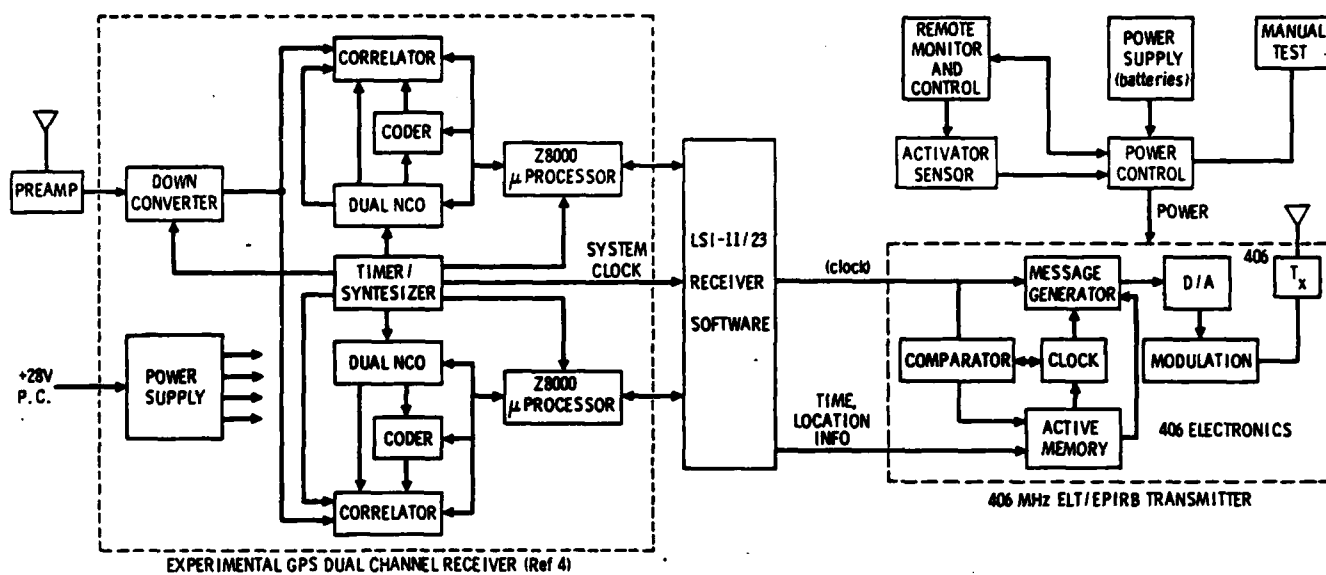 PREAMP
DOWN
CONVERTER
+28V
P.C.
POWER
SUPPLY
CORRELATOR
CODER
DUAL NCO
TIMER/
SYNTESIZER
DUAL NCO
CODER
CORRELATOR
Z8000
μ PROCESSOR
SYSTEM
CLOCK
Z8000
μ PROCESSOR
EXPERIMENTAL GPS DUAL CHANNEL RECEIVER (Ref 4)
LSI-II/23
RECEIVER
SOFTWARE
(clock)
TIME,
LOCATION
INFO
REMOTE
MONITOR
AND
CONTROL
POWER
SUPPLY
(batteries)
MANUAL
TEST
ACTIVATOR
SENSOR
POWER
CONTROL
POWER
406
MESSAGE
GENERATOR
D/A
Tx
COMPARATOR
CLOCK
MODULATION
ACTIVE
MEMORY
406 ELECTRONICS
406 MHz ELT/EPIRB TRANSMITTER